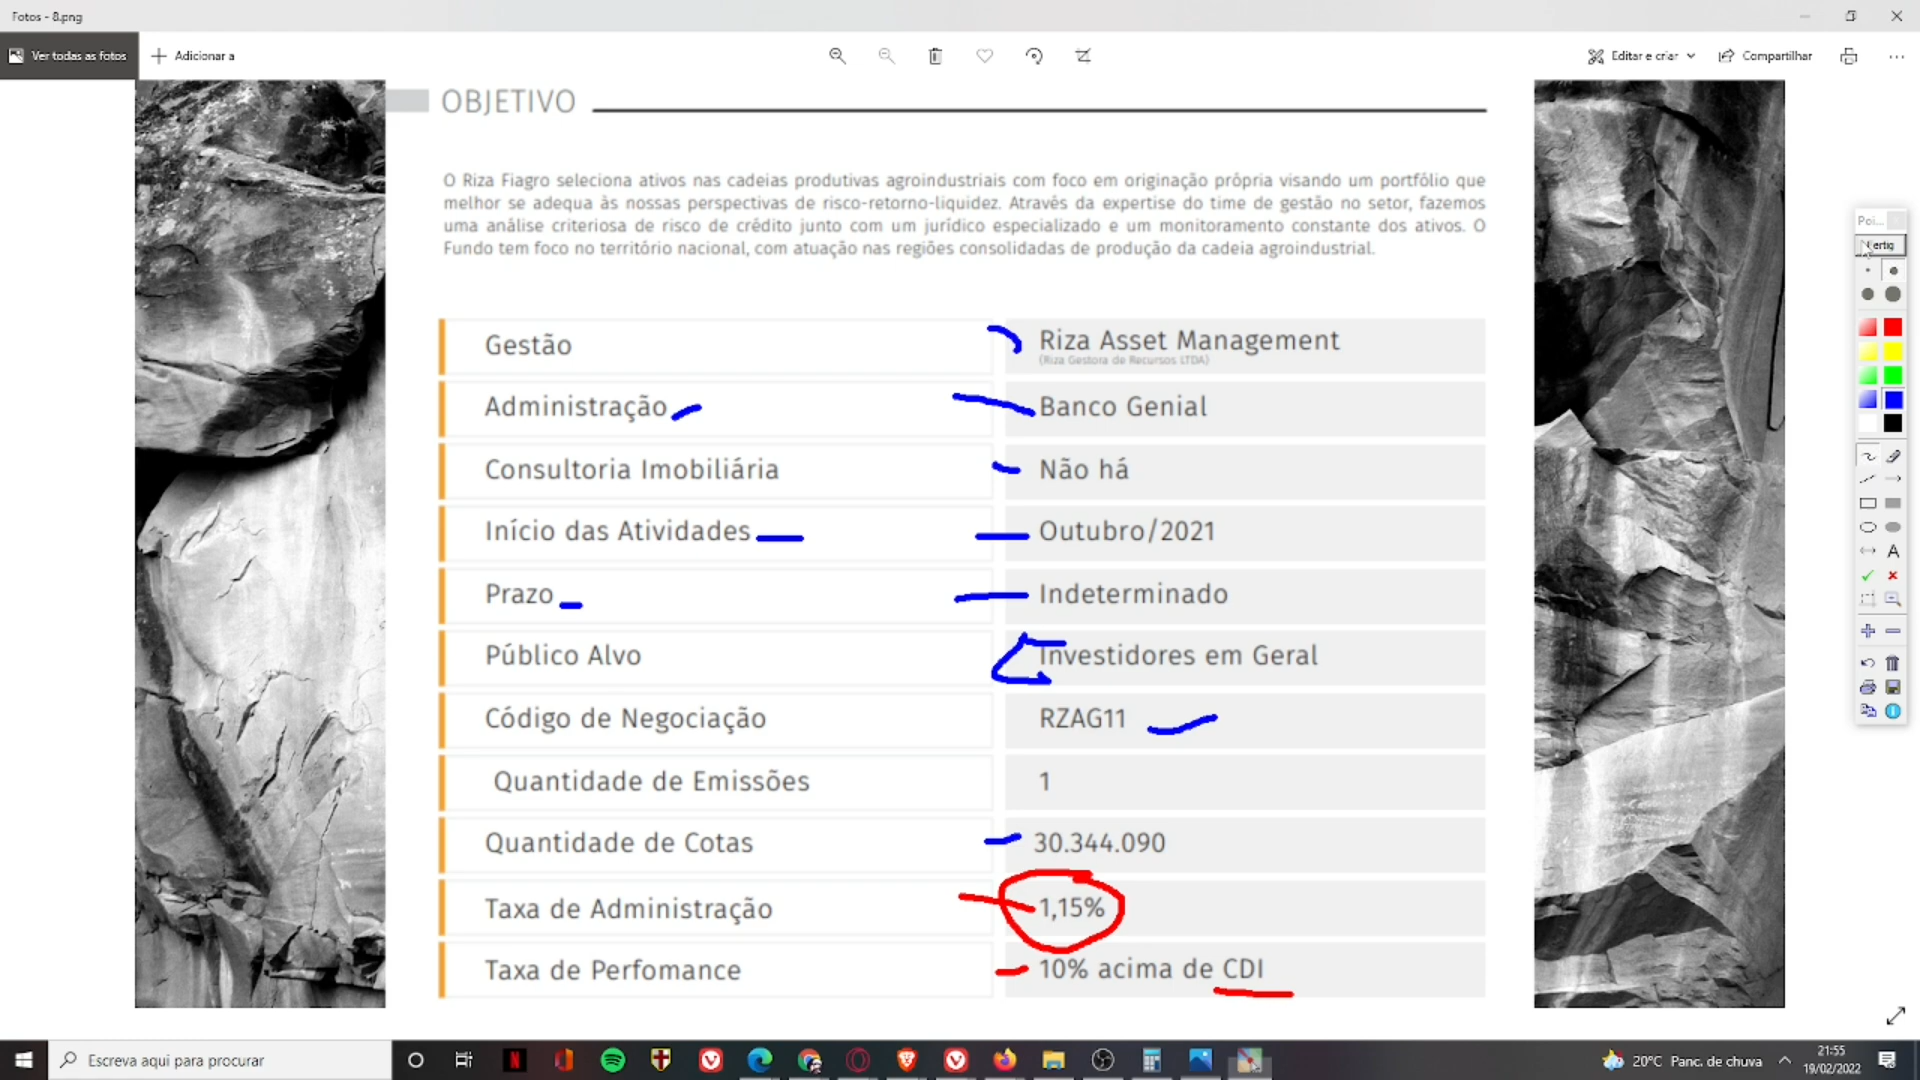 Fotos - 8.png
Ver todas as fotos
Adicionar a
Editar e criar
Compartilhar
OBJETIVO
O Riza Fiagro seleciona ativos nas cadeias produtivas agroindustriais com foco em originação própria visando um portfólio que
melhor se adequa às nossas perspectivas de risco-retorno-liquidez. Através da expertise do time de gestão no setor, fazemos
uma análise criteriosa de risco de crédito junto com um jurídico especializado e um monitoramento constante dos ativos. O
Fundo tem foco no território nacional, com atuação nas regiões consolidadas de produção da cadeia agroindustrial.
Gestão
Riza Asset Management
(Riza Gestora de Recursos LTDA)
Administração
Banco Genial
Consultoria Imobiliária
Não há
Início das Atividades
Outubro/2021
Prazo
Indeterminado
Público Alvo
Investidores em Geral
Código de Negociação
RZAG11
Quantidade de Emissões
1
Quantidade de Cotas
30.344.090
Taxa de Administração
1,15%
Taxa de Perfomance
10% acima de CDI
Poi...
A
Escreva aqui para procurar
20°C Panc. de chuva
21:55
19/02/2022